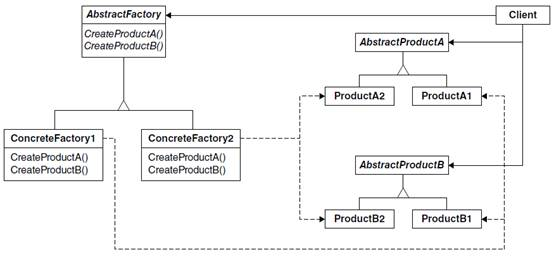 AbstractFactory
CreateProductA()
CreateProductB()
Client
AbstractProductA
ProductA2
ProductA1
ConcreteFactory1
CreateProductA()
CreateProductB()
ConcreteFactory2
CreateProductA()
CreateProductB()
AbstractProductB
ProductB2
ProductB1